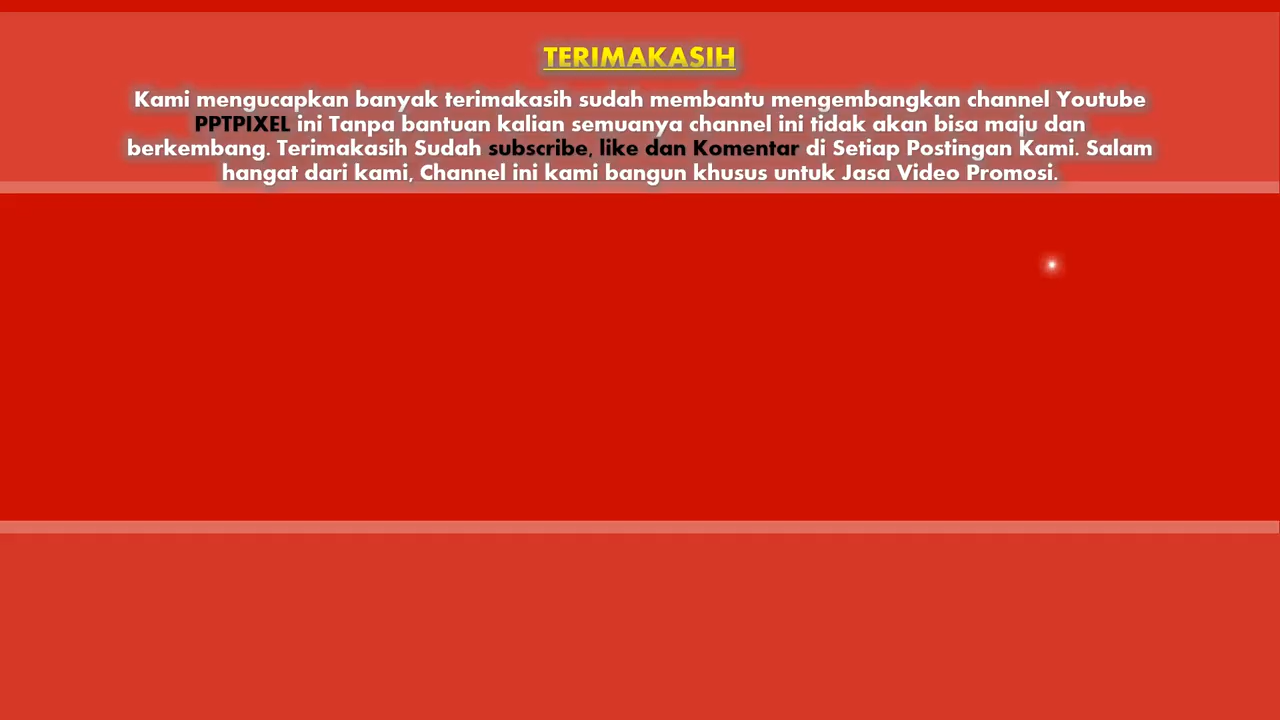 TERIMAKASIH
Kami mengucapkan banyak terimakasih sudah membantu mengembangkan channel Youtube
PPTPIXEL ini Tanpa bantuan kalian semuanya channel ini tidak akan bisa maju dan
berkembang. Terimakasih Sudah subscribe, like dan Komentar di Setiap Postingan Kami. Salam
hangat dari kami, Channel ini kami bangun khusus untuk Jasa Video Promosi.